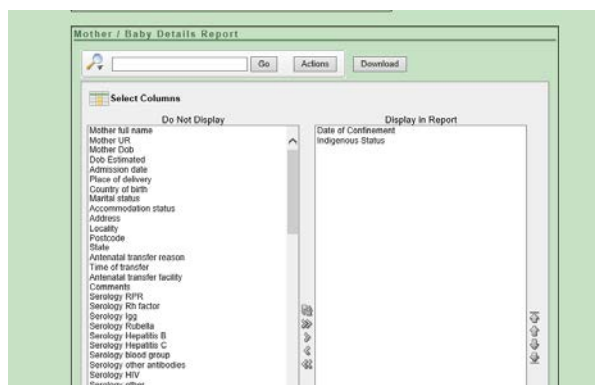 Mother / Baby Details Report
Go
Actions
Download
Select Columns
Do Not Display
Display in Report
Mother full name
Mother UR
Mother Dob
Dob Estimated
Admission date
Place of delivery
Country of birth
Marital status
Accommodation status
Address
Locality
Postcode
State
Antenatal transfer reason
Time of transfer
Antenatal transfer facility
Comments
Serology RPR
Serology Rh factor
Serology Igg
Serology Rubella
Serology Hepatitis B
Serology Hepatitis C
Serology blood group
Serology other antibodies
Serology HIV
Serology other
Date of Confinement
Indigenous Status